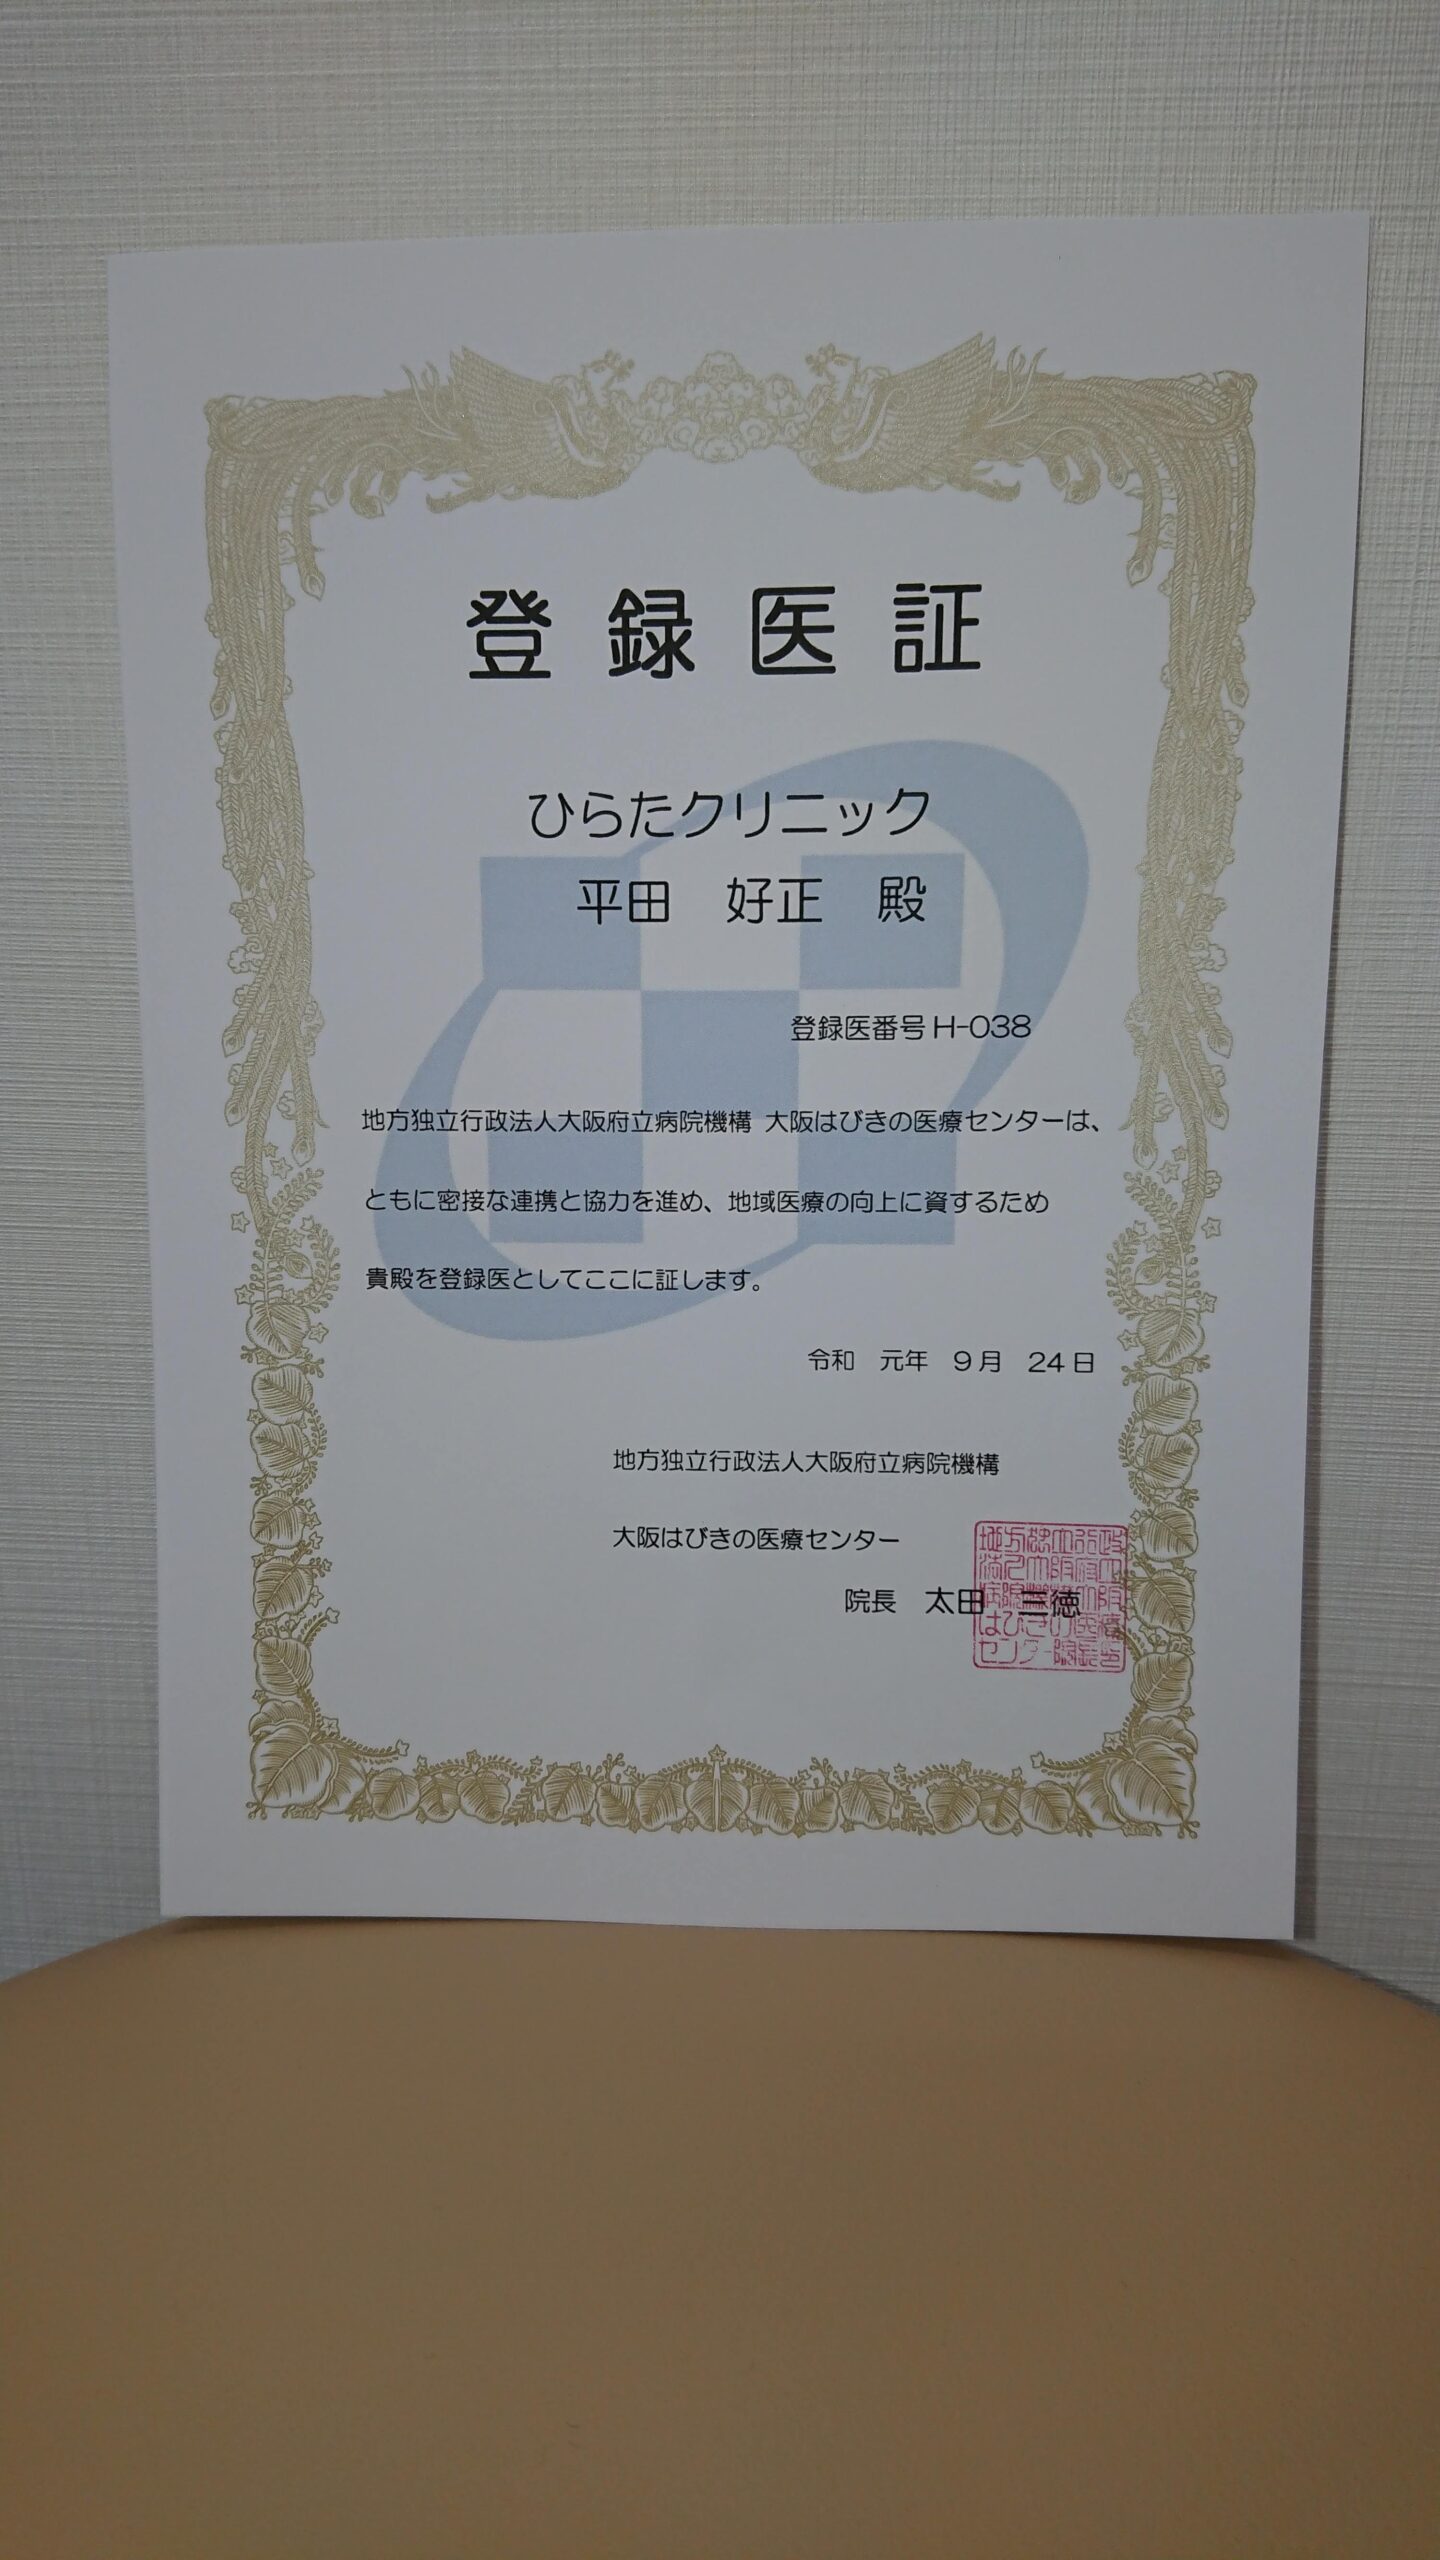 登録医証
ひらたクリニック
平田 好正 殿
登録医番号 H-038
地方独立行政法人大阪府立病院機構 大阪はびきの医療センターは、
ともに密接な連携と協力を進め、地域医療の向上に資するため
貴殿を登録医としてここに証します。
令和 元年 9月 24日
地方独立行政法人大阪府立病院機構
大阪はびきの医療センター
院長 太田 三徳